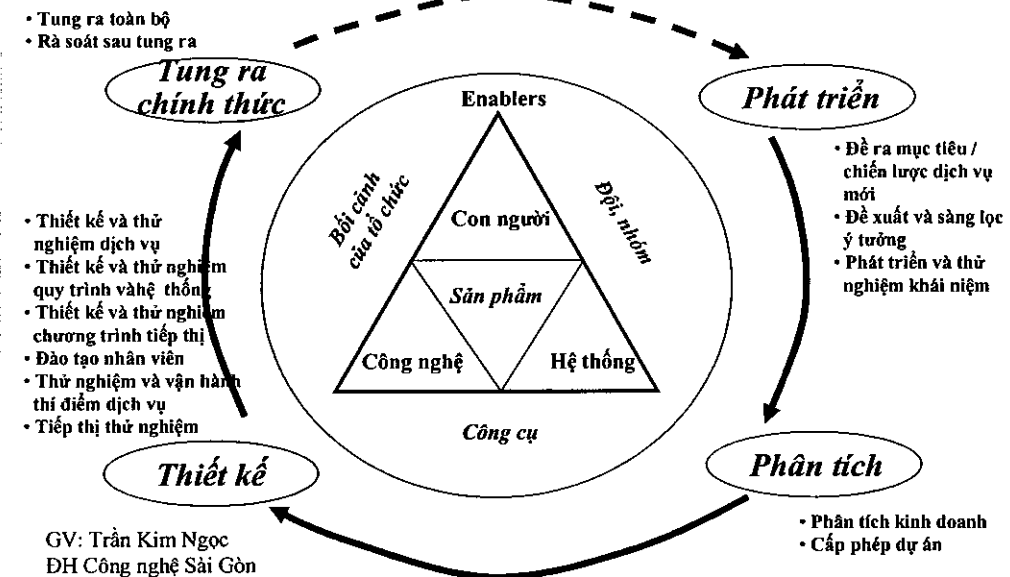 • Tung ra toàn bộ
• Rà soát sau tung ra
Tung ra
chính thức
Phát triển
• Đề ra mục tiêu /
chiến lược dịch vụ
mới
• Đề xuất và sàng lọc
ý tưởng
• Phát triển và thử
nghiệm khái niệm
Enablers
Bối cảnh
của tổ chức
Đội, nhóm
Con người
Sản phẩm
Công nghệ
Hệ thống
Công cụ
• Thiết kế và thử
nghiệm dịch vụ
• Thiết kế và thử nghiệm
quy trình vàhệ thống
• Thiết kế và thử nghiệm
chương trình tiếp thị
• Đào tạo nhân viên
• Thử nghiệm và vận hành
thí điểm dịch vụ
• Tiếp thị thử nghiệm
Thiết kế
Phân tích
• Phân tích kinh doanh
• Cấp phép dự án
GV: Trần Kim Ngọc
ĐH Công nghệ Sài Gòn